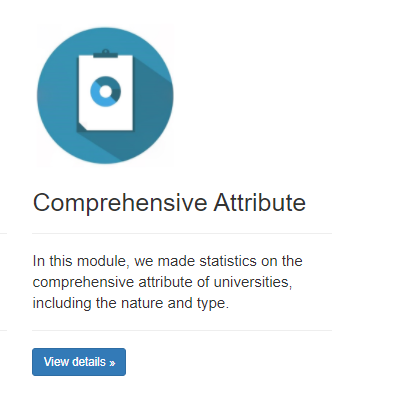 Comprehensive Attribute
In this module, we made statistics on the
comprehensive attribute of universities,
including the nature and type.
View details »